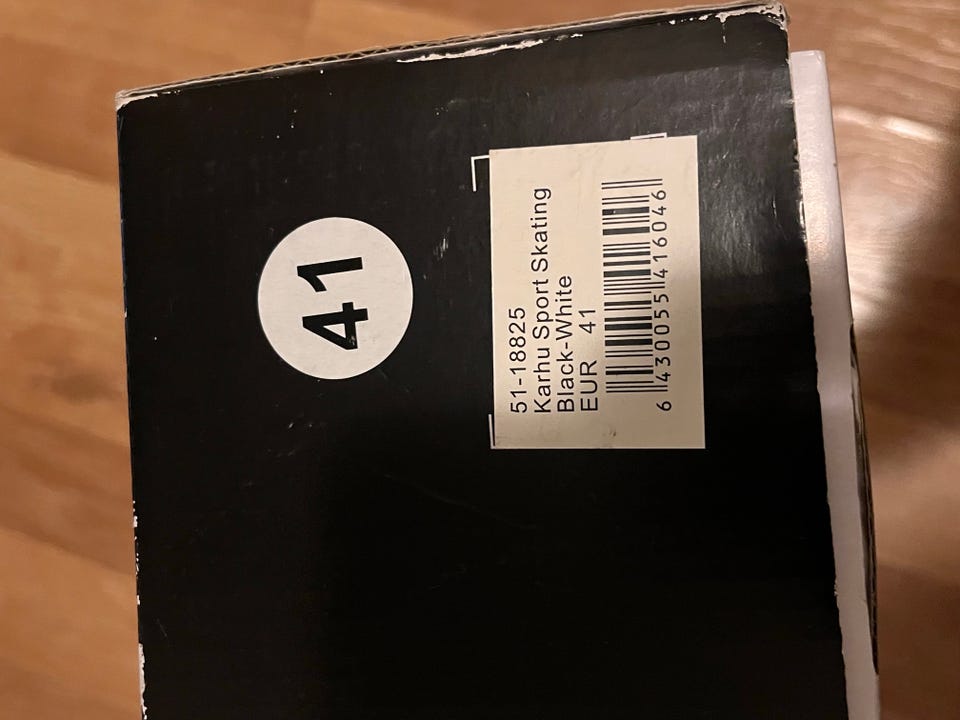 41
51-18825
Karhu Sport Skating
Black-White
EUR 41
6 430055 416046